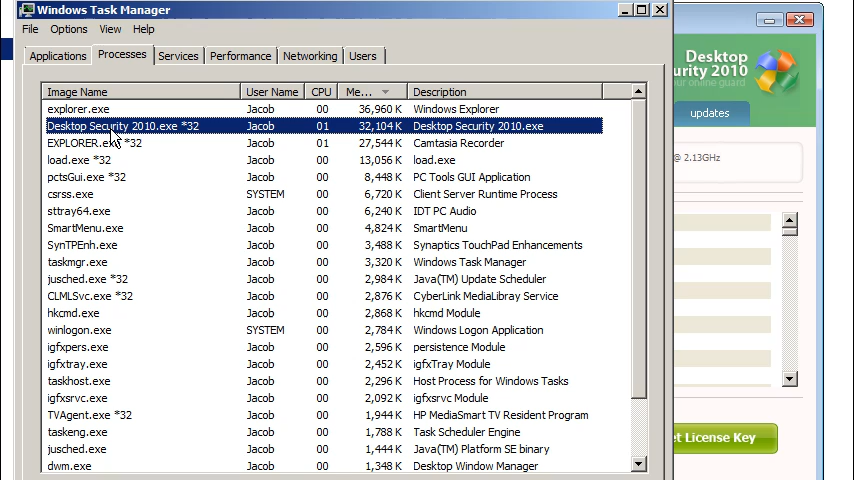 Windows Task Manager
File Options View Help
Applications Processes Services Performance Networking Users
Image Name User Name CPU Me... Description
explorer.exe Jacob 00 36,960 K Windows Explorer
Desktop Security 2010.exe *32 Jacob 01 32,104 K Desktop Security 2010.exe
EXPLORER.exe *32 Jacob 01 27,544 K Camtasia Recorder
load.exe *32 Jacob 00 13,056 K load.exe
pctsGui.exe *32 Jacob 00 8,448 K PC Tools GUI Application
csrss.exe SYSTEM 00 6,720 K Client Server Runtime Process
sttray64.exe Jacob 00 6,240 K IDT PC Audio
SmartMenu.exe Jacob 00 4,824 K SmartMenu
SynTPEnh.exe Jacob 00 3,488 K Synaptics TouchPad Enhancements
taskmgr.exe Jacob 00 3,320 K Windows Task Manager
jusched.exe *32 Jacob 00 2,984 K Java(TM) Update Scheduler
CLMLSvc.exe *32 Jacob 00 2,876 K CyberLink MediaLibray Service
hkcmd.exe Jacob 00 2,868 K hkcmd Module
winlogon.exe SYSTEM 00 2,784 K Windows Logon Application
igfxpers.exe Jacob 00 2,596 K persistence Module
igfxtray.exe Jacob 00 2,452 K igfxTray Module
taskhost.exe Jacob 00 2,296 K Host Process for Windows Tasks
igfxsrvc.exe Jacob 00 2,092 K igfxsrvc Module
TVAgent.exe *32 Jacob 00 1,944 K HP MediaSmart TV Resident Program
taskeng.exe Jacob 00 1,788 K Task Scheduler Engine
jusched.exe Jacob 00 1,444 K Java(TM) Platform SE binary
dwm.exe Jacob 00 1,348 K Desktop Window Manager
Desktop
urity 2010
our online guard
updates
@ 2.13GHz
et License Key